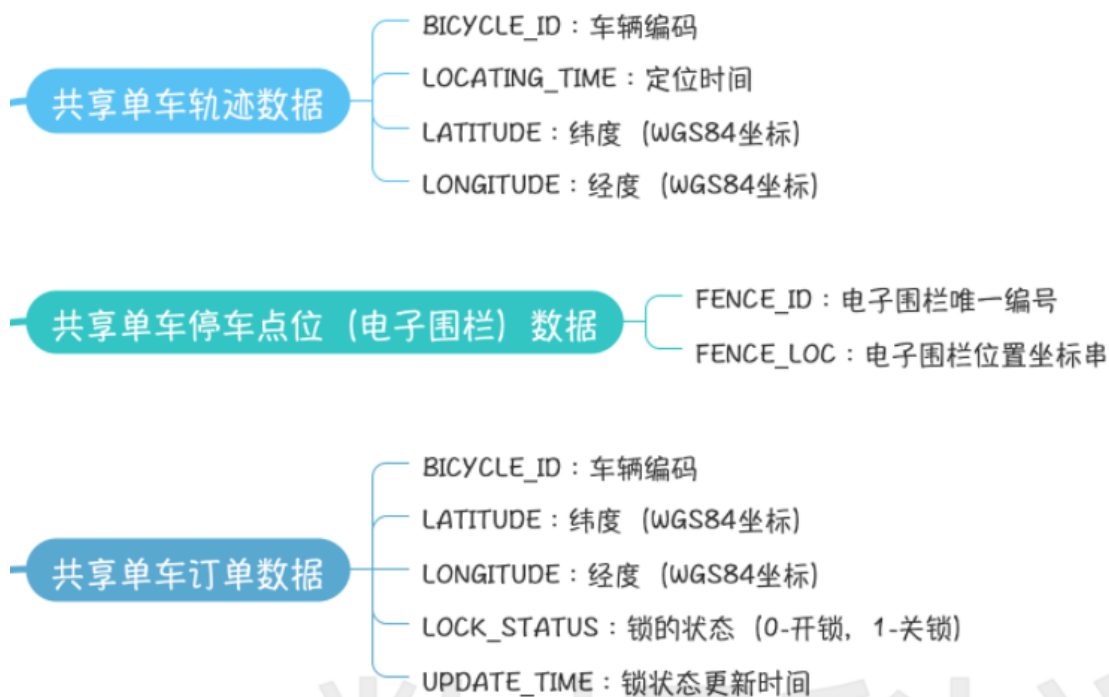 共享单车轨迹数据
BICYCLE_ID：车辆编码
LOCATING_TIME：定位时间
LATITUDE：纬度（WGS84坐标）
LONGITUDE：经度（WGS84坐标）
共享单车停车点位（电子围栏）数据
FENCE_ID：电子围栏唯一编号
FENCE_LOC：电子围栏位置坐标串
共享单车订单数据
BICYCLE_ID：车辆编码
LATITUDE：纬度（WGS84坐标）
LONGITUDE：经度（WGS84坐标）
LOCK_STATUS：锁的状态（0-开锁，1-关锁）
UPDATE_TIME：锁状态更新时间